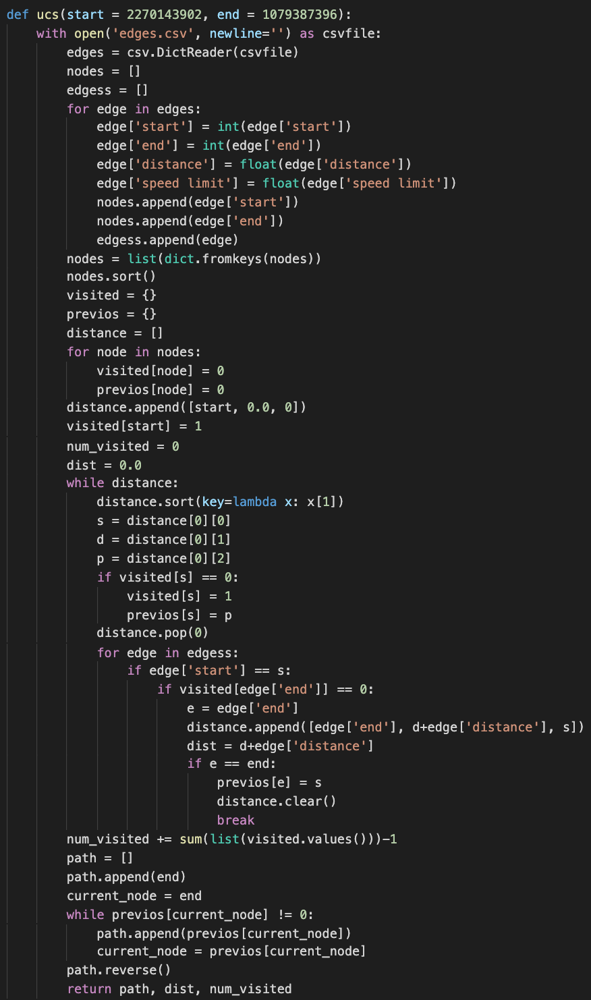 def ucs(start = 2270143902, end = 1079387396):
    with open('edges.csv', newline='') as csvfile:
        edges = csv.DictReader(csvfile)
        nodes = []
        edgess = []
        for edge in edges:
            edge['start'] = int(edge['start'])
            edge['end'] = int(edge['end'])
            edge['distance'] = float(edge['distance'])
            edge['speed limit'] = float(edge['speed limit'])
            nodes.append(edge['start'])
            nodes.append(edge['end'])
            edgess.append(edge)
        nodes = list(dict.fromkeys(nodes))
        nodes.sort()
        visited = {}
        previos = {}
        distance = []
        for node in nodes:
            visited[node] = 0
            previos[node] = 0
        distance.append([start, 0.0, 0])
        visited[start] = 1
        num_visited = 0
        dist = 0.0
        while distance:
            distance.sort(key=lambda x: x[1])
            s = distance[0][0]
            d = distance[0][1]
            p = distance[0][2]
            if visited[s] == 0:
                visited[s] = 1
                previos[s] = p
            distance.pop(0)
            for edge in edgess:
                if edge['start'] == s:
                    if visited[edge['end']] == 0:
                        e = edge['end']
                        distance.append([edge['end'], d+edge['distance'], s])
                        dist = d+edge['distance']
                        if e == end:
                            previos[e] = s
                            distance.clear()
                            break
        num_visited += sum(list(visited.values()))-1
        path = []
        path.append(end)
        current_node = end
        while previos[current_node] != 0:
            path.append(previos[current_node])
            current_node = previos[current_node]
        path.reverse()
        return path, dist, num_visited